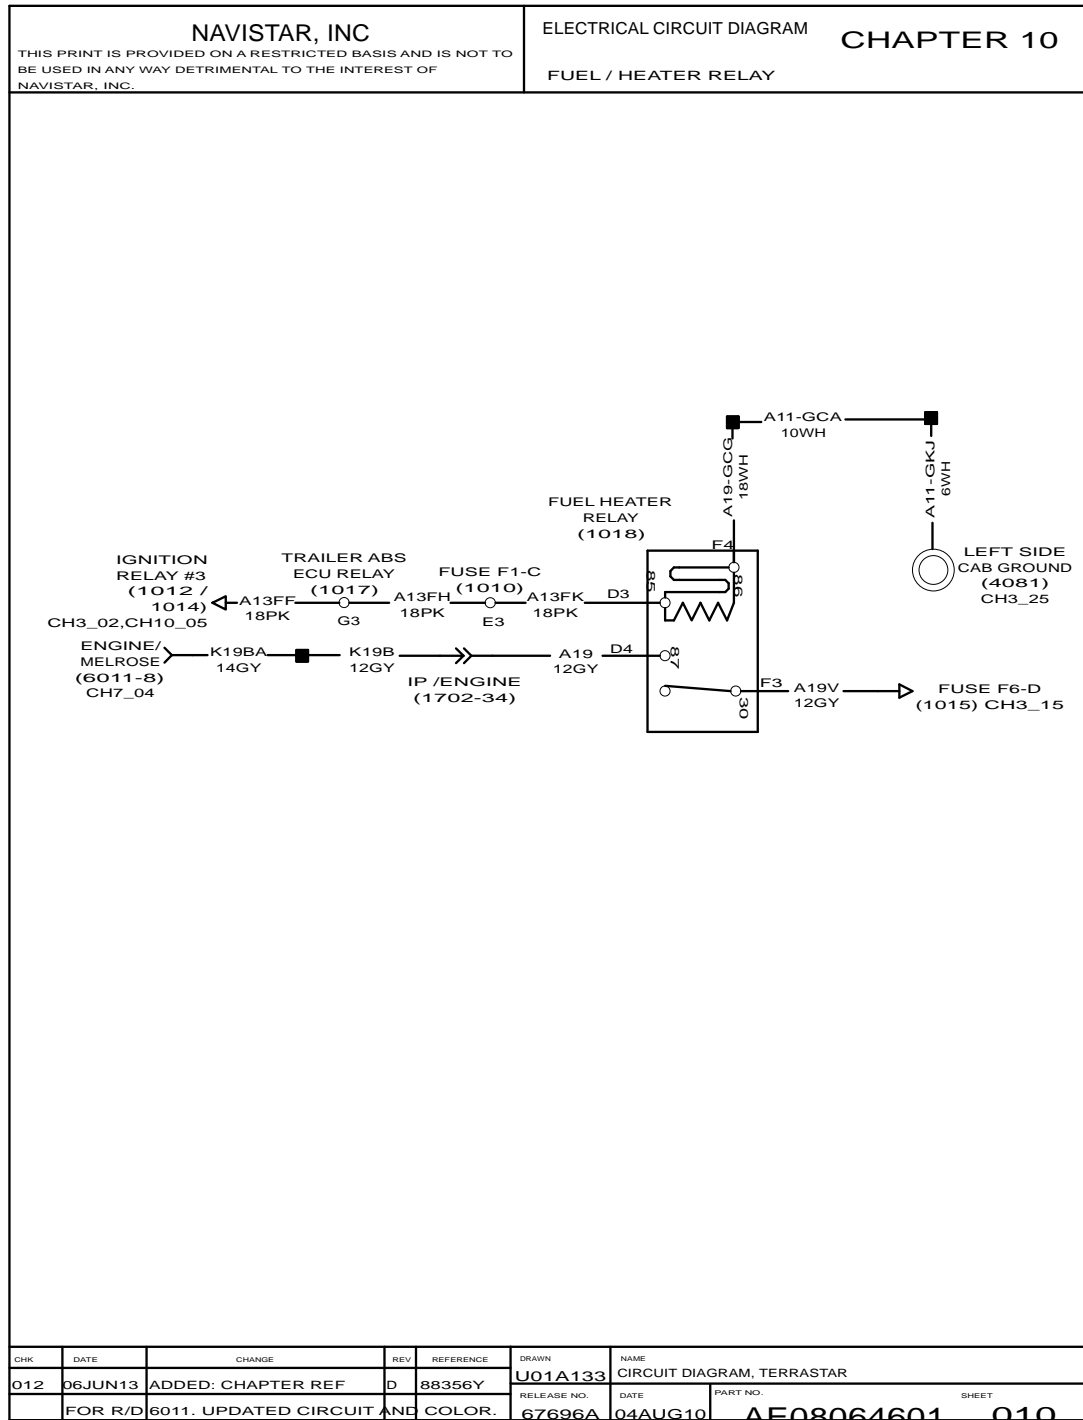 NAVISTAR, INC
THIS PRINT IS PROVIDED ON A RESTRICTED BASIS AND IS NOT TO
BE USED IN ANY WAY DETRIMENTAL TO THE INTEREST OF
NAVISTAR, INC.
ELECTRICAL CIRCUIT DIAGRAM
CHAPTER 10
FUEL / HEATER RELAY
A11-GCA
10WH
A19-GCG
18WH
A11-GKJ
6WH
FUEL HEATER
RELAY
(1018)
F4
LEFT SIDE
CAB GROUND
(4081)
CH3_25
IGNITION
RELAY #3
(1012 /
1014)
CH3_02,CH10_05
A13FF
18PK
TRAILER ABS
ECU RELAY
(1017)
G3
A13FH
18PK
FUSE F1-C
(1010)
E3
A13FK
18PK
D3
85
86
ENGINE/
MELROSE
(6011-8)
CH7_04
K19BA
14GY
K19B
12GY
IP /ENGINE
(1702-34)
A19
12GY
D4
87
30
F3
A19V
12GY
FUSE F6-D
(1015) CH3_15
CHK DATE CHANGE REV REFERENCE
012 06JUN13 ADDED: CHAPTER REF D 88356Y
FOR R/D 6011. UPDATED CIRCUIT AND COLOR.
DRAWN
U01A133
NAME
CIRCUIT DIAGRAM, TERRASTAR
RELEASE NO.
67696A
DATE
04AUG10
PART NO.
AE08064601
SHEET
010